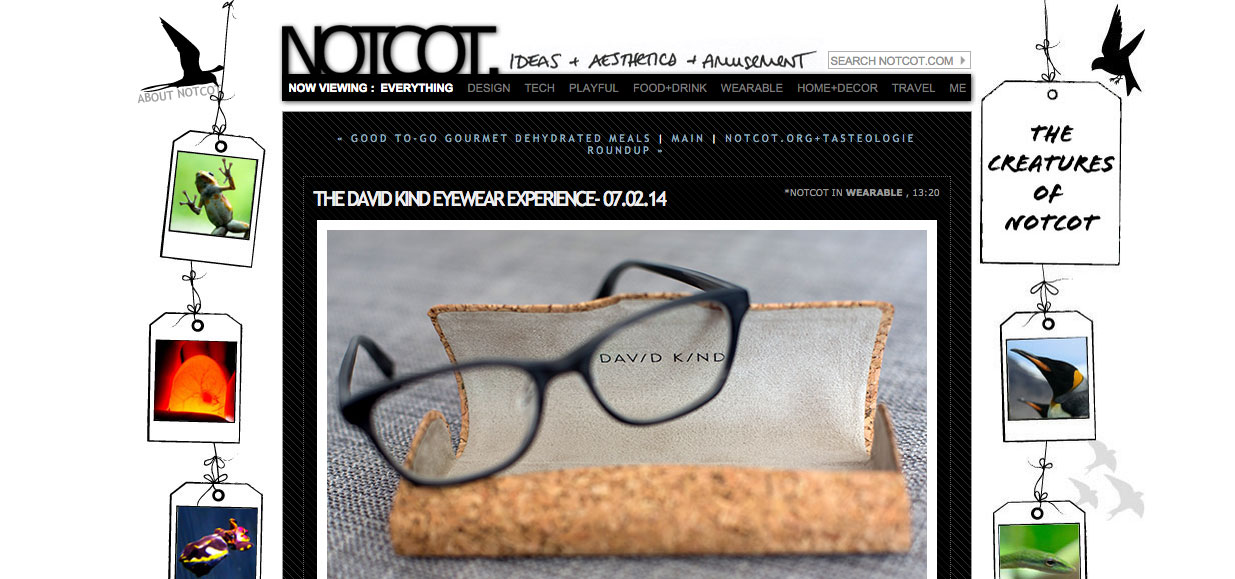 NOTCOT.
IDEAS + AESTHETICS + AMUSEMENT
SEARCH NOTCOT.COM
ABOUT NOTCOT
NOW VIEWING : EVERYTHING DESIGN TECH PLAYFUL FOOD+DRINK WEARABLE HOME+DECOR TRAVEL ME
« GOOD TO-GO GOURMET DEHYDRATED MEALS | MAIN | NOTCOT.ORG+TASTEOLOGIE
ROUNDUP »
THE DAVID KIND EYEWEAR EXPERIENCE- 07.02.14
*NOTCOT IN WEARABLE , 13:20
DAVID KIND
THE
CREATURES
OF
NOTCOT